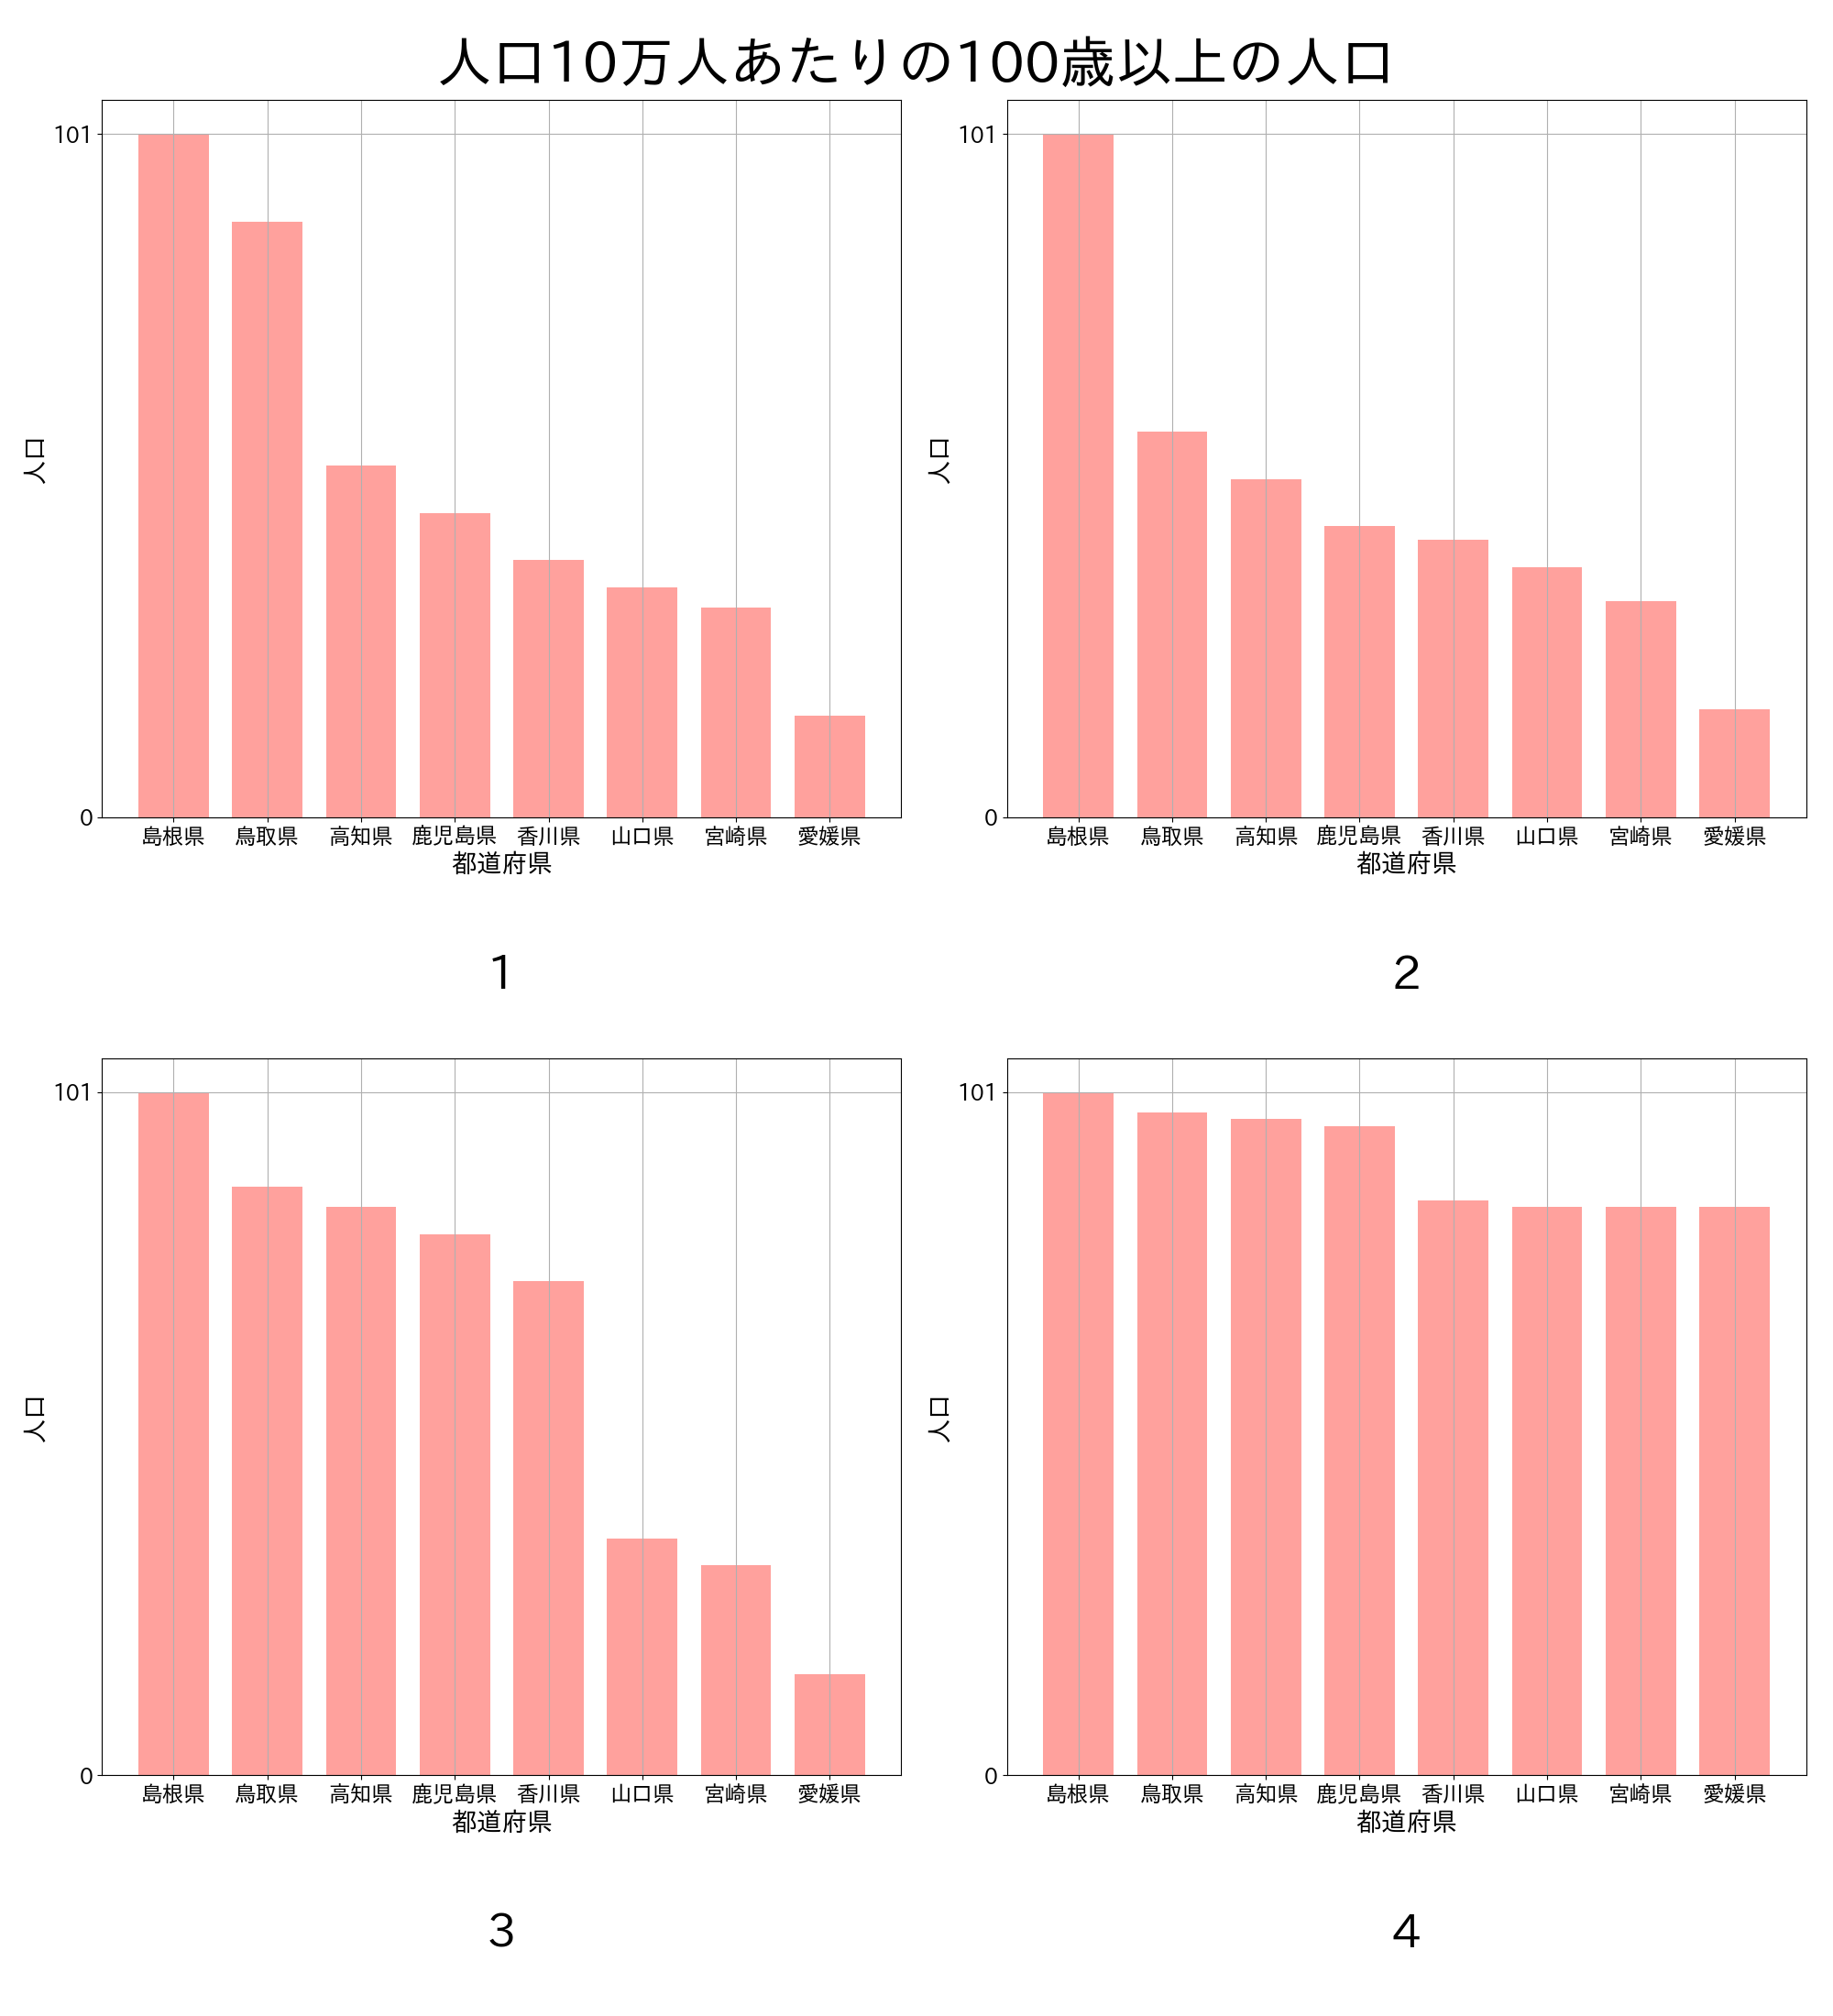 人口10万人あたりの100歳以上の人口
101
0
人口
島根県 鳥取県 高知県 鹿児島県 香川県 山口県 宮崎県 愛媛県
都道府県
1
101
0
人口
島根県 鳥取県 高知県 鹿児島県 香川県 山口県 宮崎県 愛媛県
都道府県
2
101
0
人口
島根県 鳥取県 高知県 鹿児島県 香川県 山口県 宮崎県 愛媛県
都道府県
3
101
0
人口
島根県 鳥取県 高知県 鹿児島県 香川県 山口県 宮崎県 愛媛県
都道府県
4